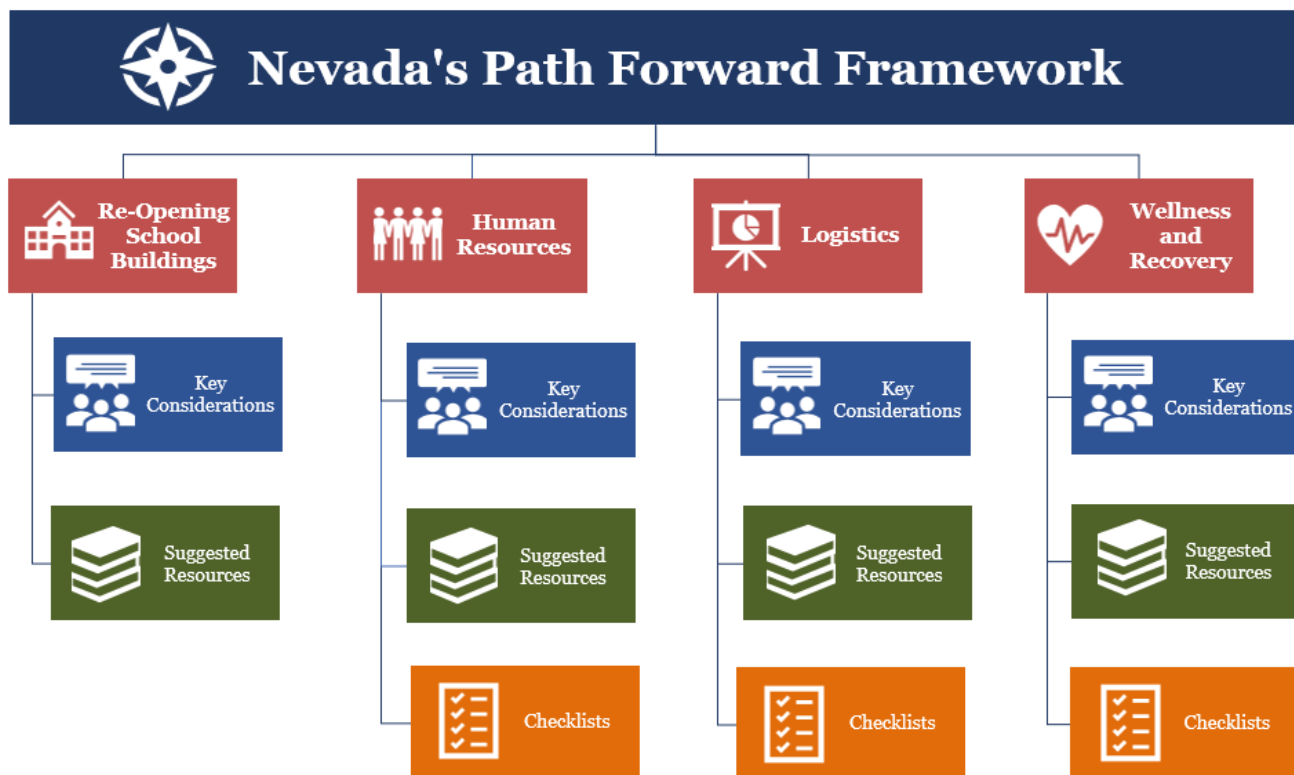 Nevada's Path Forward Framework
Re-Opening
School
Buildings
Human
Resources
Logistics
Wellness
and
Recovery
Key
Considerations
Key
Considerations
Key
Considerations
Key
Considerations
Suggested
Resources
Suggested
Resources
Suggested
Resources
Suggested
Resources
Checklists
Checklists
Checklists